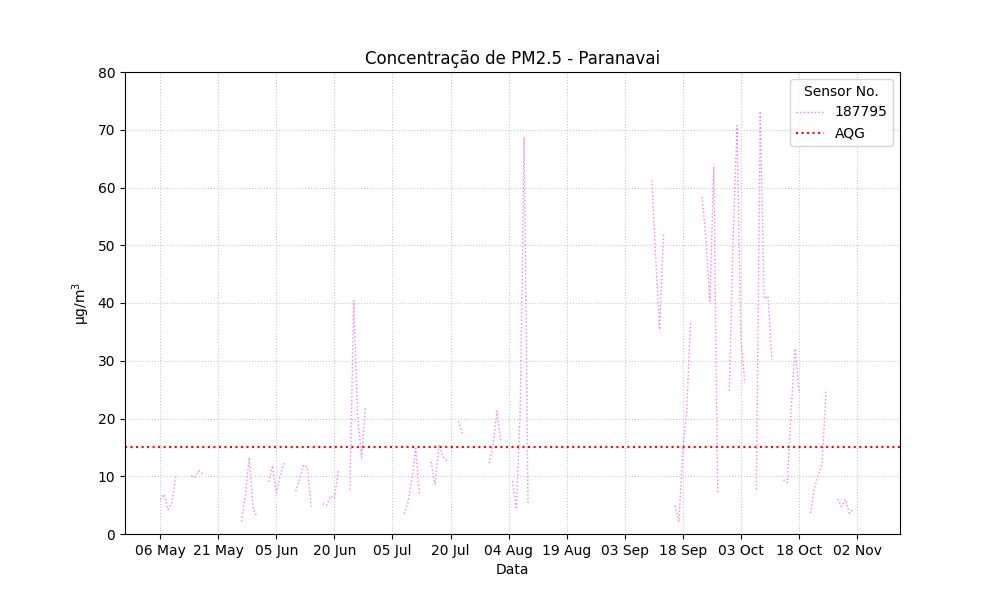 Concentração de PM2.5 - Paranavai
80
70
60
50
40
30
20
10
0
µg/m³
Sensor No.
187795
AQG
06 May 21 May 05 Jun 20 Jun 05 Jul 20 Jul 04 Aug 19 Aug 03 Sep 18 Sep 03 Oct 18 Oct 02 Nov
Data